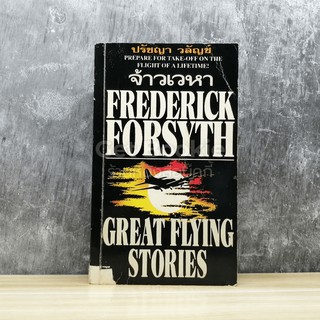 ปรัชญา วลัญช์
PREPARE FOR TAKE-OFF ON THE
FLIGHT OF A LIFETIME!
จ้าวเวหา
FREDERICK
FORSYTH
GREAT FLYING
STORIES